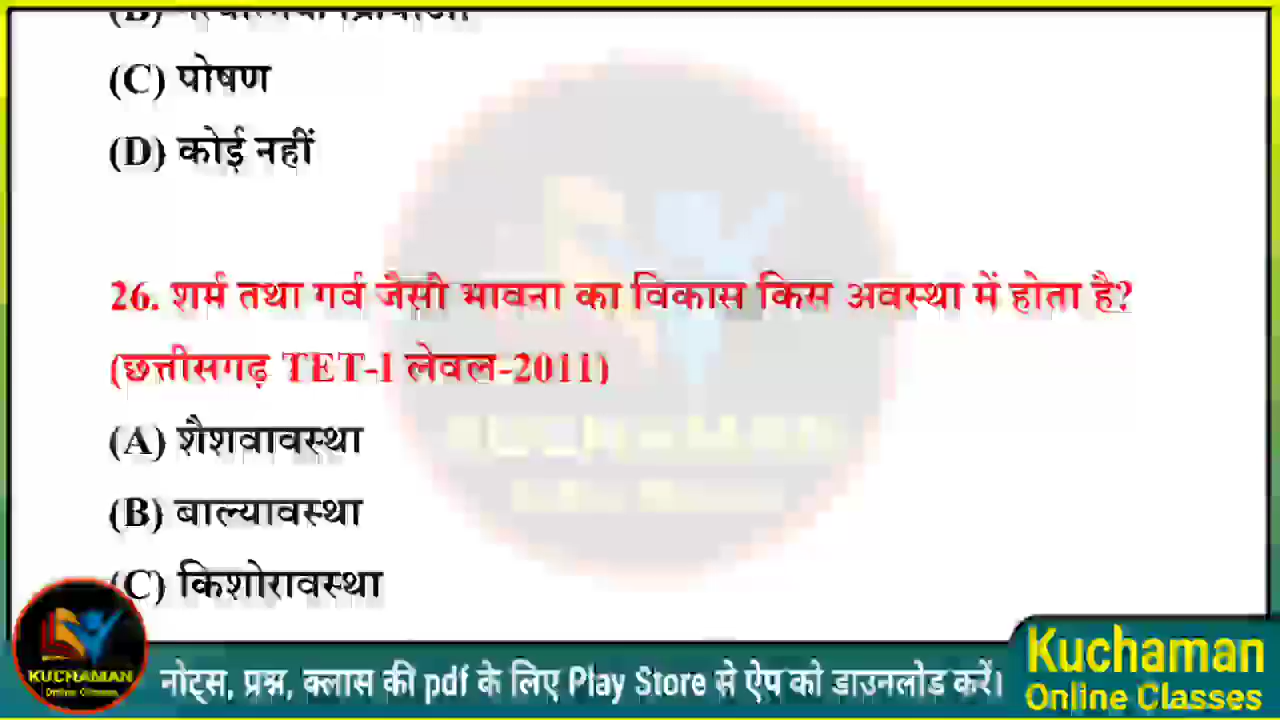 (B)
(C) पोषण
(D) कोई नहीं
26. शर्म तथा गर्व जैसी भावना का विकास किस अवस्था में होता है?
(छत्तीसगढ़ TET-1 लेवल-2011)
(A) शैशवावस्था
(B) बाल्यावस्था
(C) किशोरावस्था
KUCHAMAN
Online Classes
नोट्स, प्रश्न, क्लास की pdf के लिए Play Store से ऐप को डाउनलोड करें।
Kuchaman
Online Classes